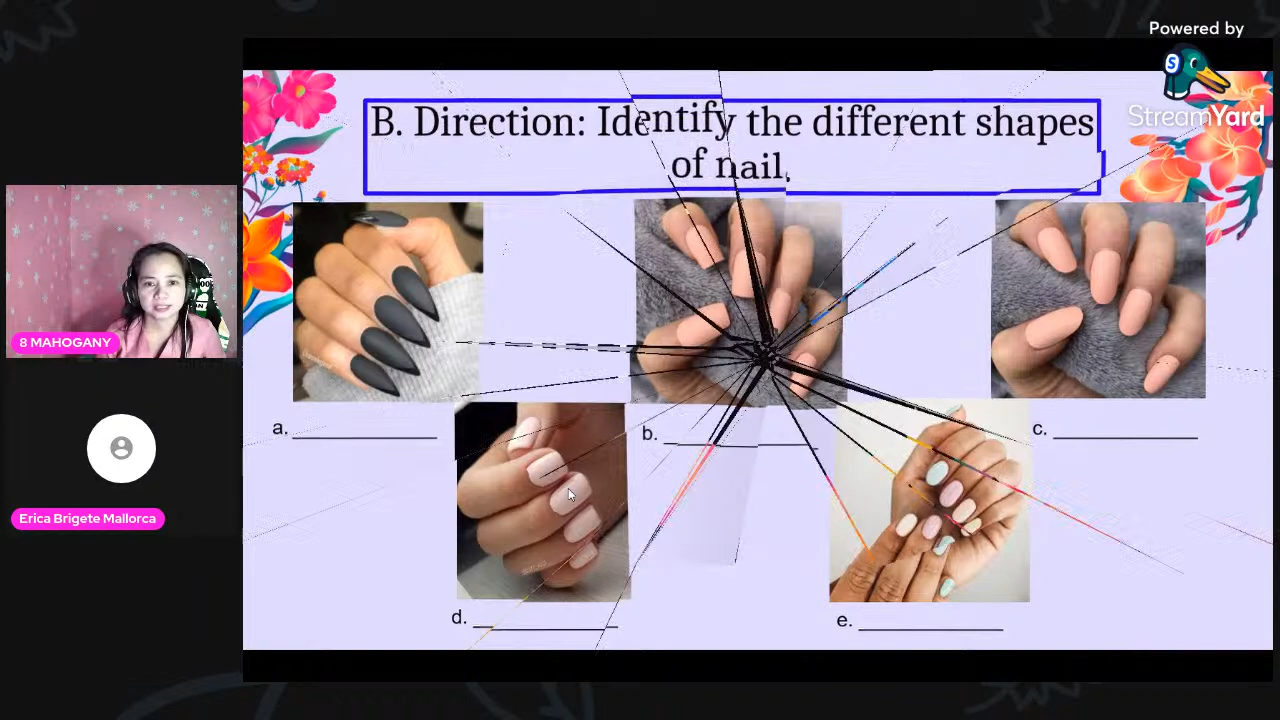 Powered by
StreamYard
B. Direction: Identify the different shapes
of nail.
8 MAHOGANY
Erica Brigete Mallorca
a.
b.
c.
d.
e.